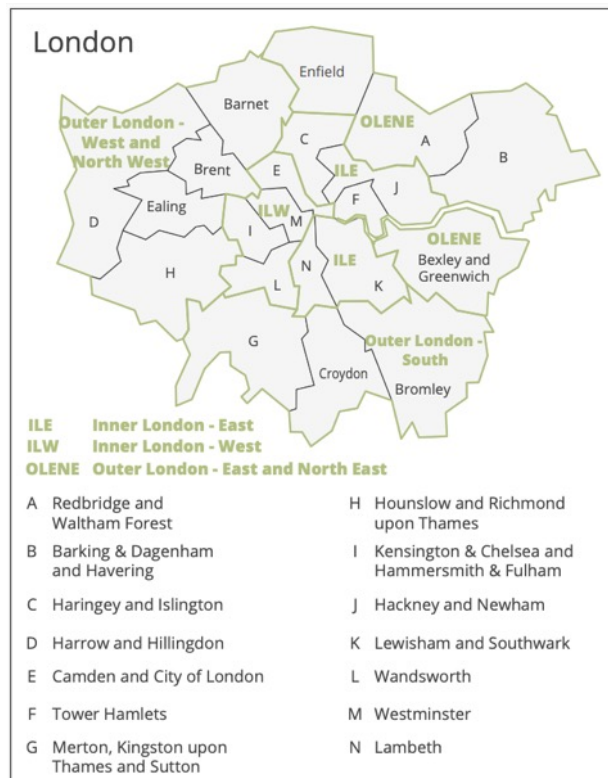 London
Enfield
Barnet
OLENE
Outer London -
West and
North West
C
A
B
Brent
E
ILE
J
F
Ealing
ILW
M
D
I
OLENE
N
ILE
Bexley and
Greenwich
H
L
K
G
Outer London -
South
Croydon
Bromley
ILE Inner London - East
ILW Inner London - West
OLENE Outer London - East and North East
A Redbridge and
Waltham Forest
B Barking & Dagenham
and Havering
C Haringey and Islington
D Harrow and Hillingdon
E Camden and City of London
F Tower Hamlets
G Merton, Kingston upon
Thames and Sutton
H Hounslow and Richmond
upon Thames
I Kensington & Chelsea and
Hammersmith & Fulham
J Hackney and Newham
K Lewisham and Southwark
L Wandsworth
M Westminster
N Lambeth